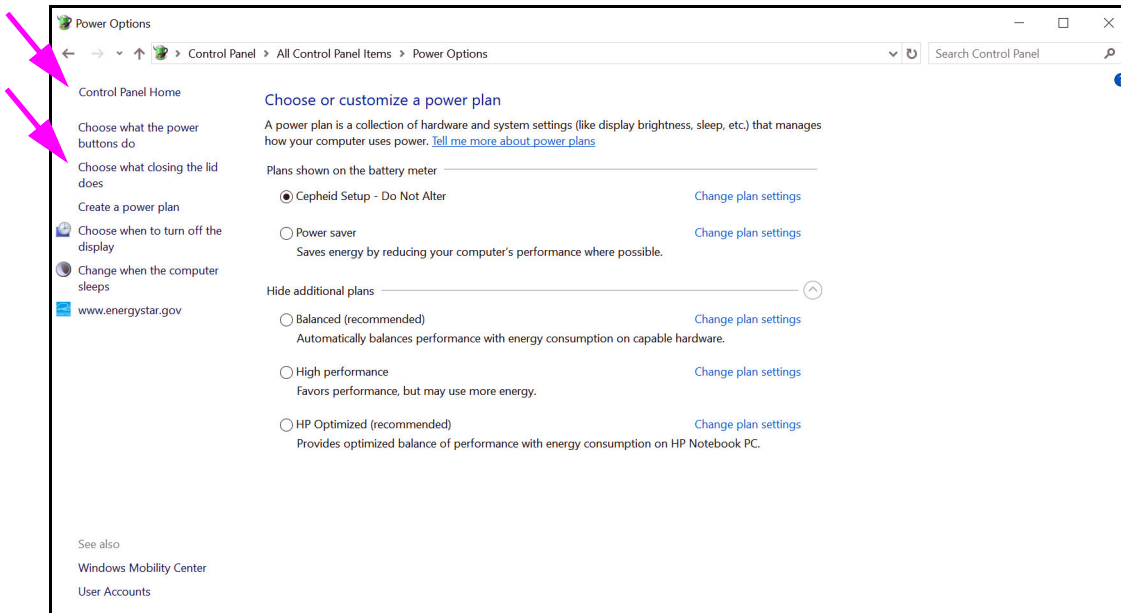 Power Options
Control Panel > All Control Panel Items > Power Options
Search Control Panel
Control Panel Home
Choose what the power
buttons do
Choose what closing the lid
does
Create a power plan
Choose when to turn off the
display
Change when the computer
sleeps
www.energystar.gov
Choose or customize a power plan
A power plan is a collection of hardware and system settings (like display brightness, sleep, etc.) that manages
how your computer uses power. Tell me more about power plans
Plans shown on the battery meter
Cepheid Setup - Do Not Alter Change plan settings
Power saver Change plan settings
Saves energy by reducing your computer's performance where possible.
Hide additional plans
Balanced (recommended) Change plan settings
Automatically balances performance with energy consumption on capable hardware.
High performance Change plan settings
Favors performance, but may use more energy.
HP Optimized (recommended) Change plan settings
Provides optimized balance of performance with energy consumption on HP Notebook PC.
See also
Windows Mobility Center
User Accounts